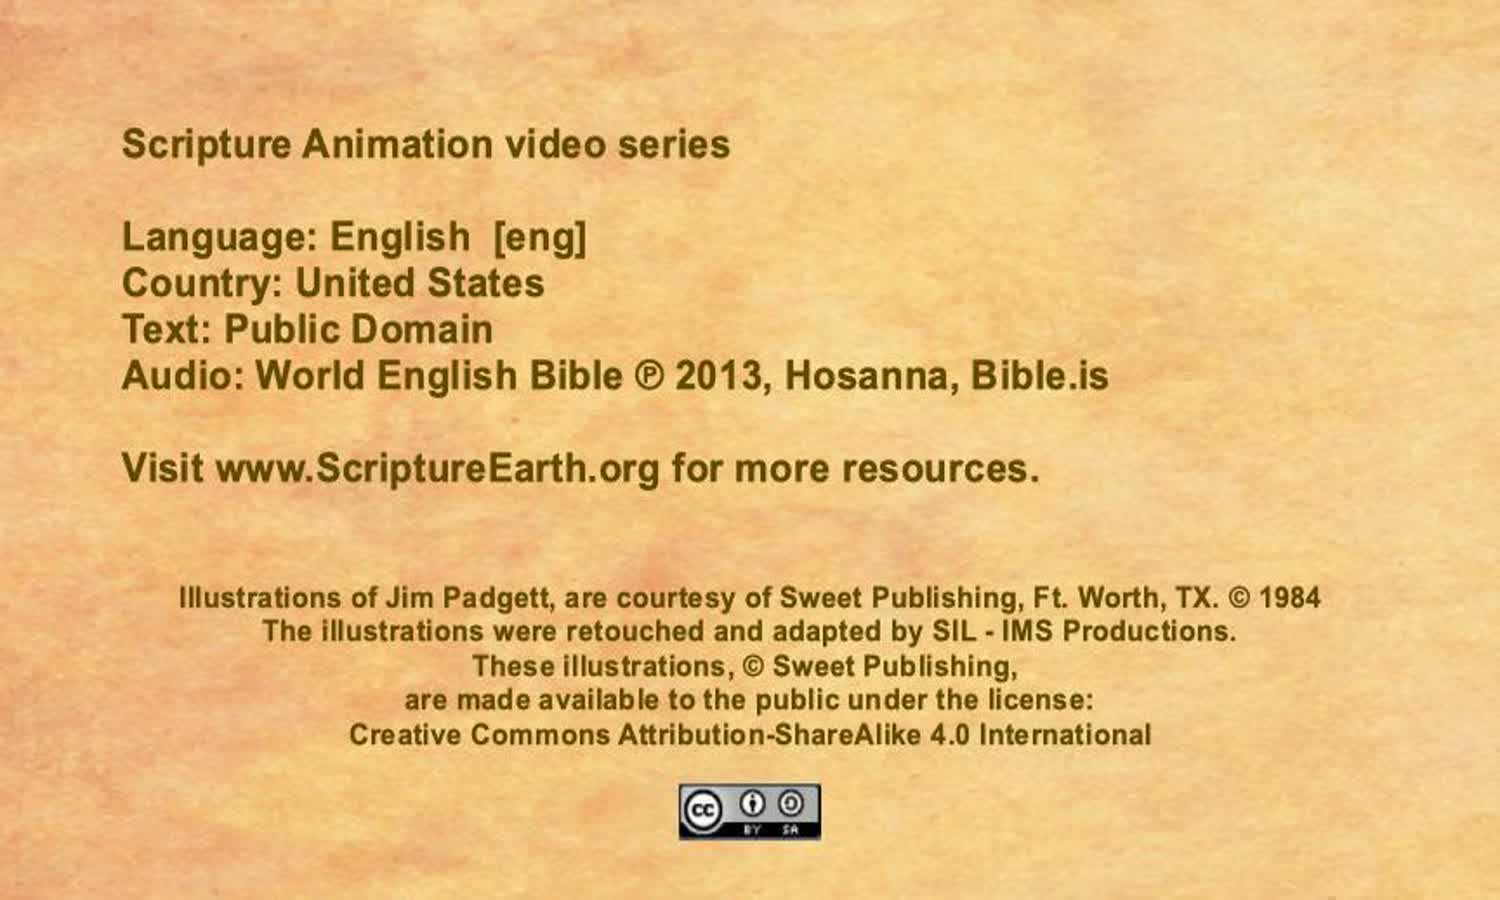 Scripture Animation video series
Language: English [eng]
Country: United States
Text: Public Domain
Audio: World English Bible ℗ 2013, Hosanna, Bible.is
Visit www.ScriptureEarth.org for more resources.
Illustrations of Jim Padgett, are courtesy of Sweet Publishing, Ft. Worth, TX. © 1984
The illustrations were retouched and adapted by SIL - IMS Productions.
These illustrations, © Sweet Publishing,
are made available to the public under the license:
Creative Commons Attribution-ShareAlike 4.0 International
cc
BY SA